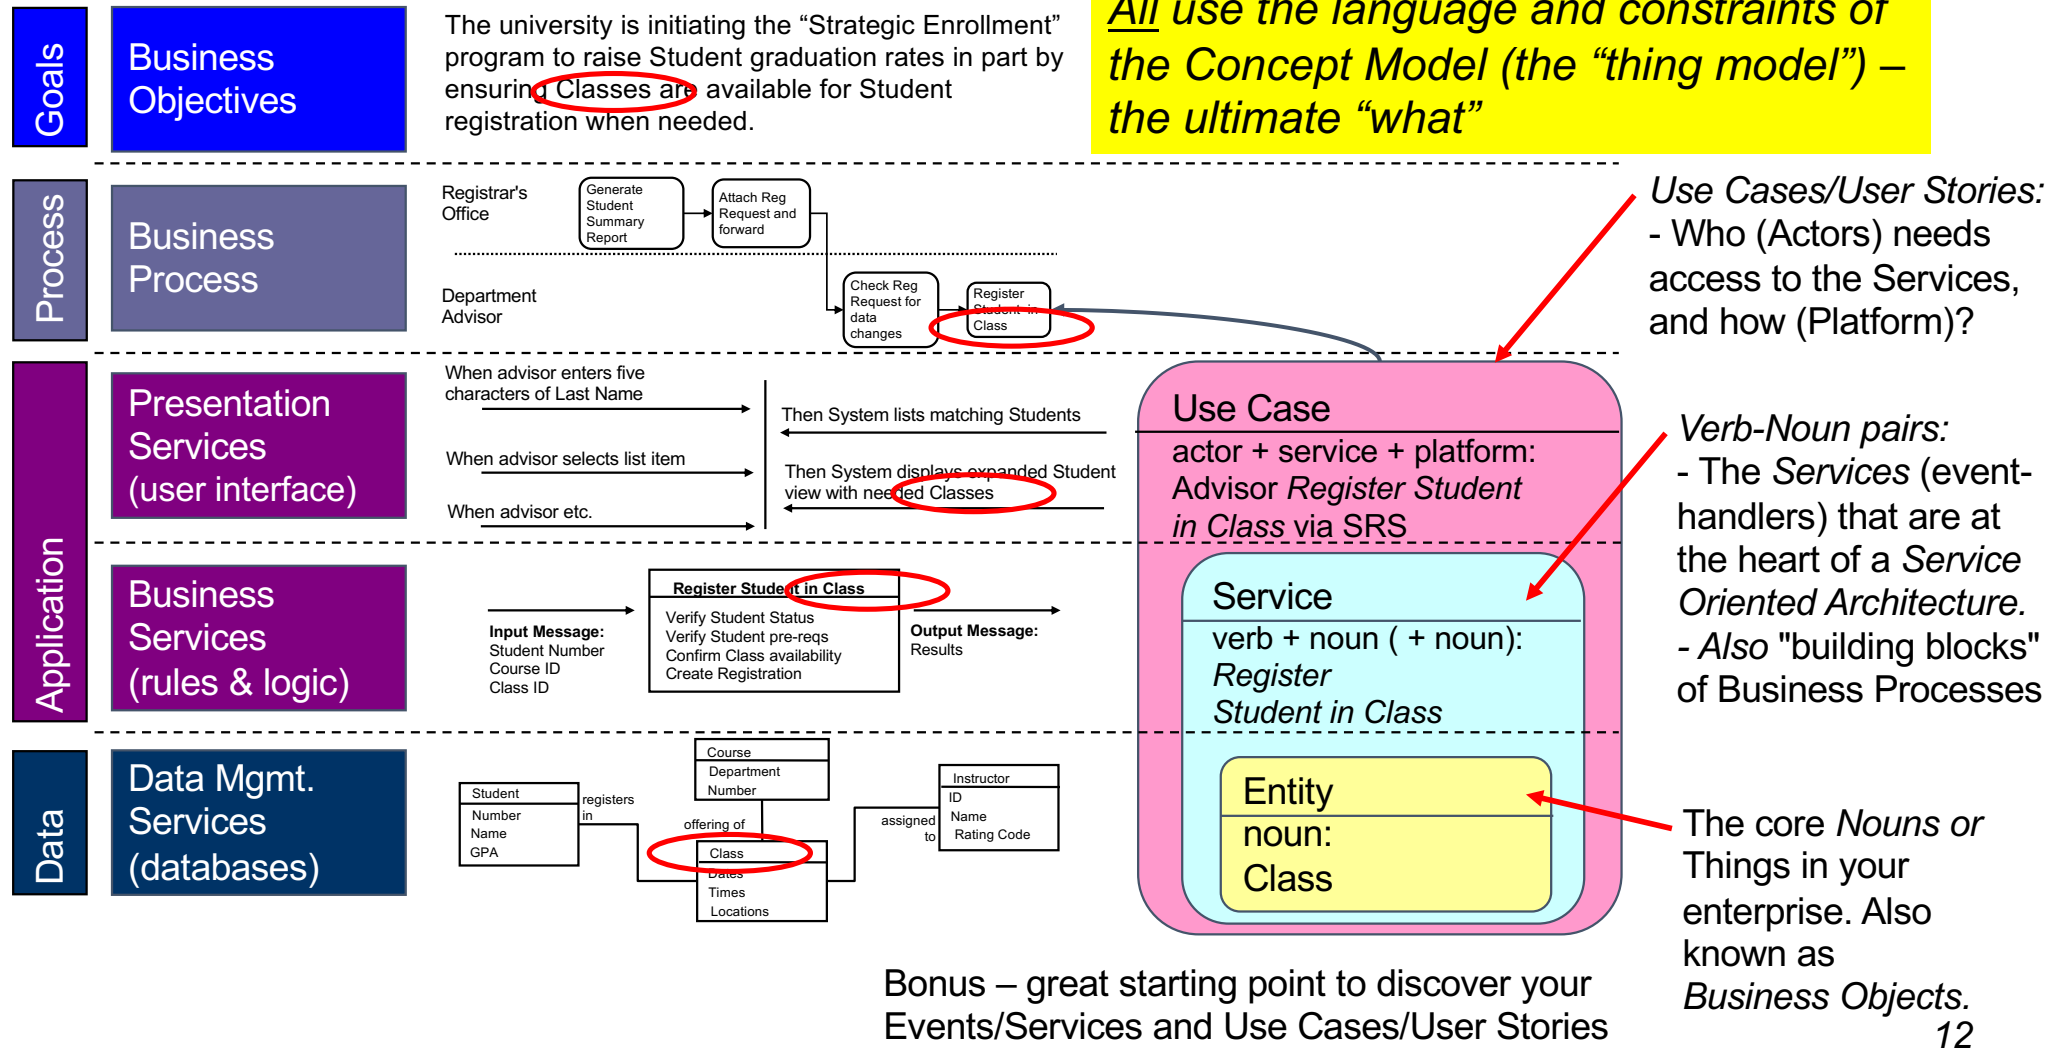 Goals
Business
Objectives
The university is initiating the “Strategic Enrollment”
program to raise Student graduation rates in part by
ensuring Classes are available for Student
registration when needed.
All use the language and constraints of
the Concept Model (the “thing model”) –
the ultimate “what”
Process
Business
Process
Registrar's
Office
Generate
Student
Summary
Report
Attach Reg
Request and
forward
Department
Advisor
Check Reg
Request for
data
changes
Register
Student in
Class
Use Cases/User Stories:
- Who (Actors) needs
access to the Services,
and how (Platform)?
Application
Presentation
Services
(user interface)
When advisor enters five
characters of Last Name
Then System lists matching Students
When advisor selects list item
Then System displays expanded Student
view with needed Classes
When advisor etc.
Use Case
actor + service + platform:
Advisor Register Student
in Class via SRS
Verb-Noun pairs:
- The Services (event-
handlers) that are at
the heart of a Service
Oriented Architecture.
- Also "building blocks"
of Business Processes
Business
Services
(rules & logic)
Input Message:
Student Number
Course ID
Class ID
Register Student in Class
Verify Student Status
Verify Student pre-reqs
Confirm Class availability
Create Registration
Output Message:
Results
Service
verb + noun ( + noun):
Register
Student in Class
Data
Data Mgmt.
Services
(databases)
Student
Number
Name
GPA
registers
in
Course
Department
Number
offering of
Class
Dates
Times
Locations
assigned
to
Instructor
ID
Name
Rating Code
Entity
noun:
Class
The core Nouns or
Things in your
enterprise. Also
known as
Business Objects.
Bonus – great starting point to discover your
Events/Services and Use Cases/User Stories
12